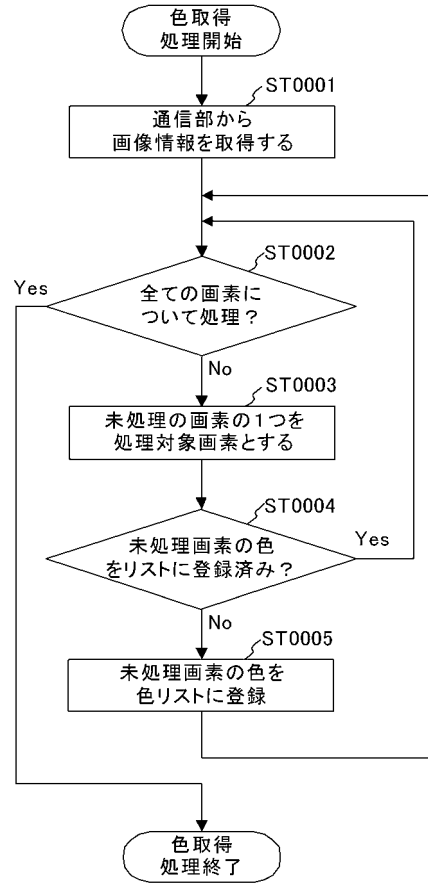 色取得
処理開始
ST0001
通信部から
画像情報を取得する
ST0002
Yes
全ての画素に
ついて処理？
No
ST0003
未処理の画素の１つを
処理対象画素とする
ST0004
未処理画素の色
をリストに登録済み？
Yes
No
ST0005
未処理画素の色を
色リストに登録
色取得
処理終了